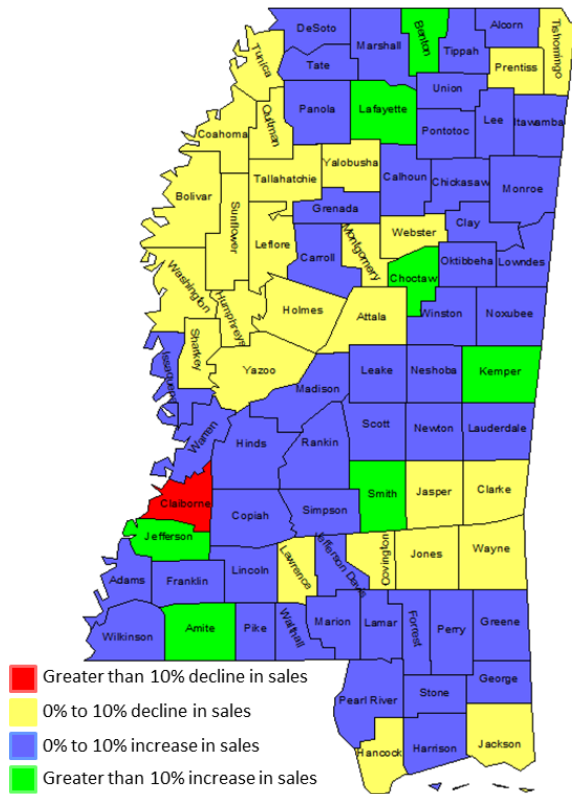 DeSoto
Marshall
Benton
Tippah
Alcorn
Tishomingo
Tunica
Tate
Prentiss
Union
Panola
Lafayette
Quitman
Coahoma
Pontotoc
Lee
Itawamba
Tallahatchie
Yalobusha
Calhoun
Chickasaw
Monroe
Bolivar
Sunflower
Grenada
Leflore
Carroll
Montgomery
Webster
Clay
Oktibbeha
Lowndes
Choctaw
Washington
Humphreys
Holmes
Attala
Winston
Noxubee
Sharkey
Issaquena
Yazoo
Madison
Leake
Neshoba
Kemper
Warren
Hinds
Rankin
Scott
Newton
Lauderdale
Claiborne
Copiah
Simpson
Smith
Jasper
Clarke
Jefferson
Lawrence
Jefferson Davis
Covington
Jones
Wayne
Adams
Franklin
Lincoln
Wilkinson
Amite
Pike
Walthall
Marion
Lamar
Forrest
Perry
Greene
Pearl River
Stone
George
Hancock
Harrison
Jackson
Greater than 10% decline in sales
0% to 10% decline in sales
0% to 10% increase in sales
Greater than 10% increase in sales